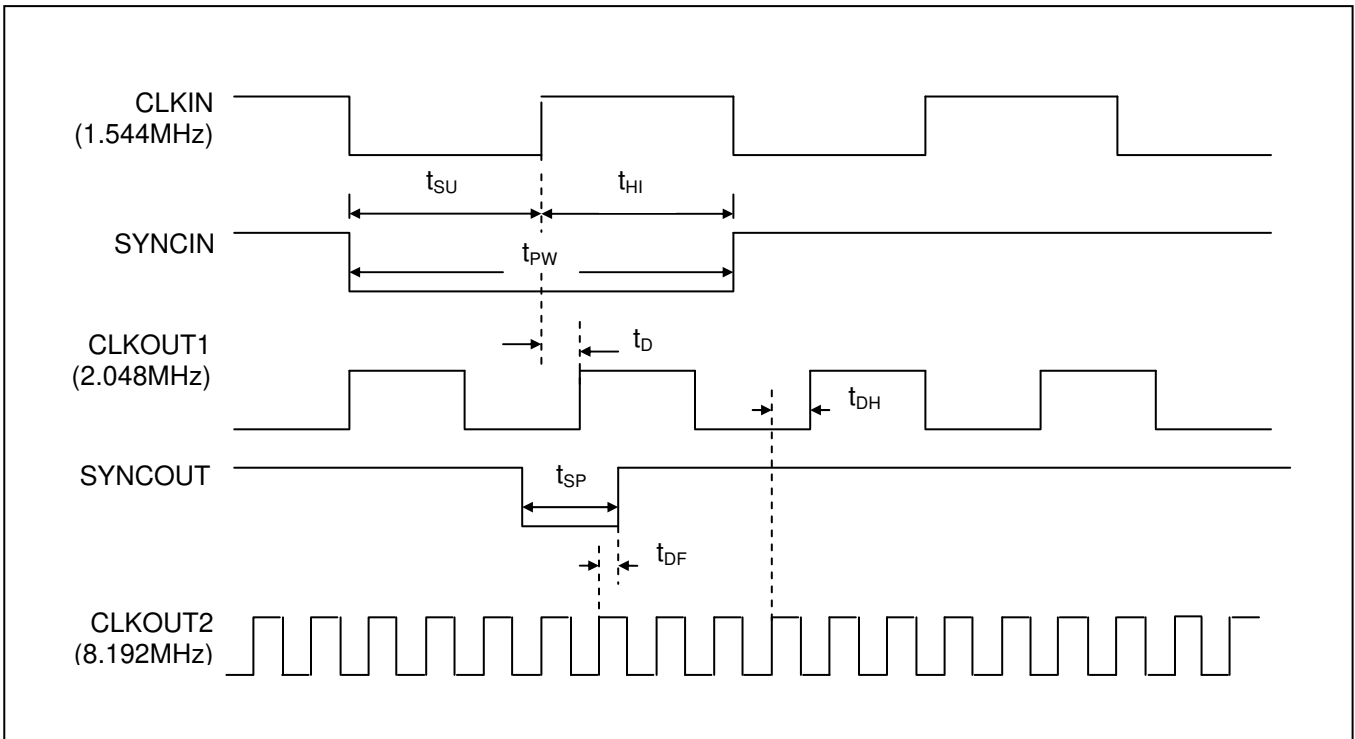 CLKIN
(1.544MHz)
tSU
tHI
SYNCIN
tPW
CLKOUT1
(2.048MHz)
tD
tDH
SYNCOUT
tSP
tDF
CLKOUT2
(8.192MHz)